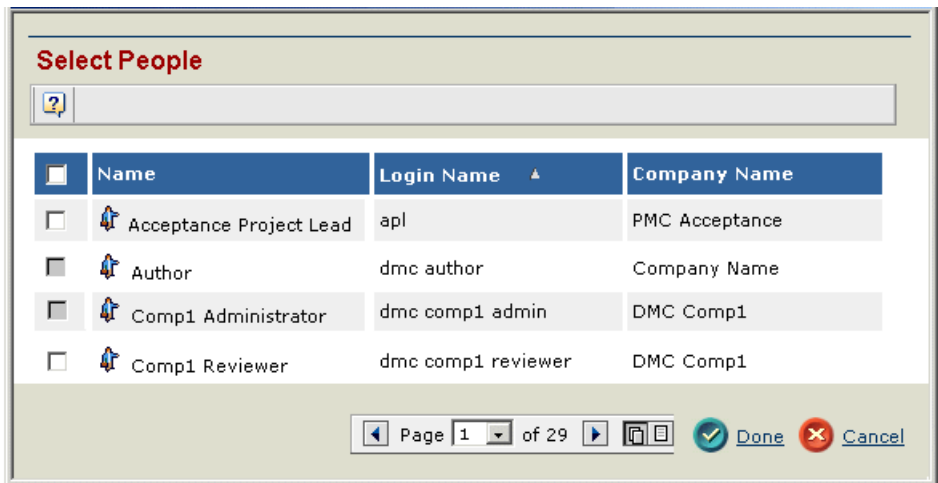 Select People
?
Name Login Name Company Name
Acceptance Project Lead apl PMC Acceptance
Author dmc author Company Name
Comp1 Administrator dmc comp1 admin DMC Comp1
Comp1 Reviewer dmc comp1 reviewer DMC Comp1
Page 1 of 29 Done Cancel